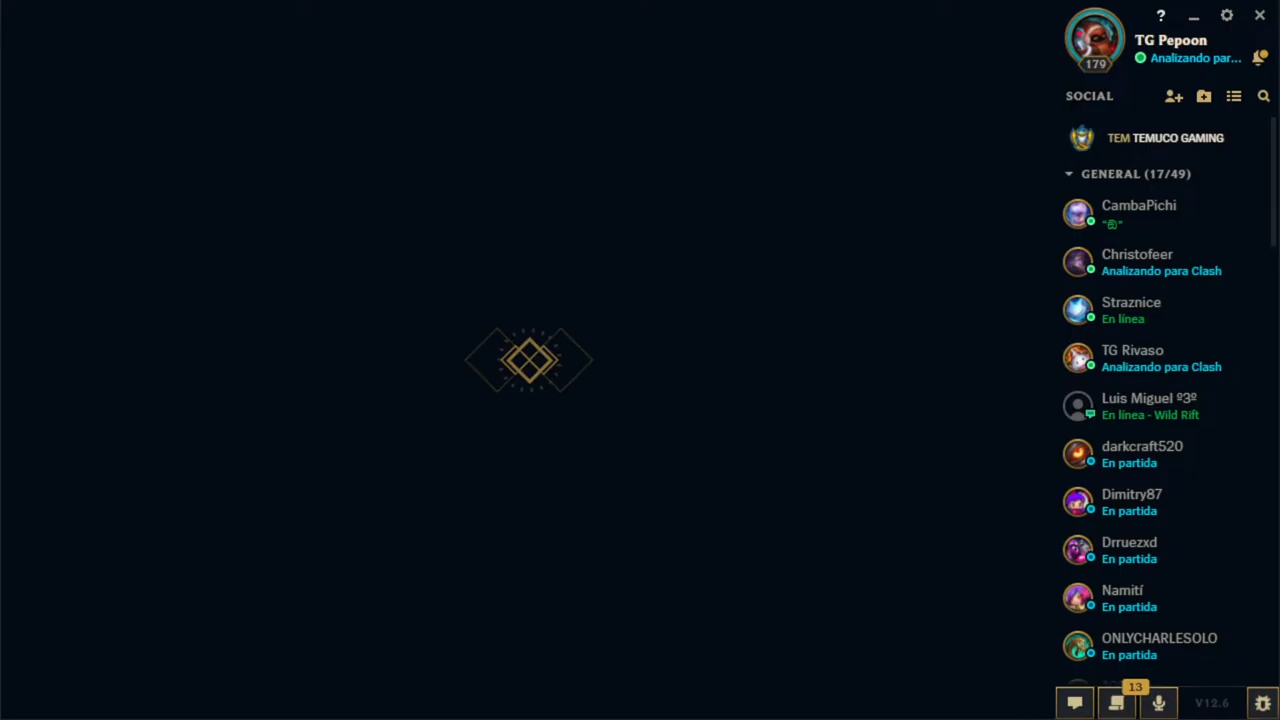 ?
TG Pepoon
179
Analizando par...
SOCIAL
TEM TEMUCO GAMING
GENERAL (17/49)
CambaPichi
Christofeer
Analizando para Clash
Straznice
En línea
TG Rivaso
Analizando para Clash
Luis Miguel º3º
En línea - Wild Rift
darkcraft520
En partida
Dimitry87
En partida
Drruezxd
En partida
Namití
En partida
ONLYCHARLESOLO
En partida
13
V12.6